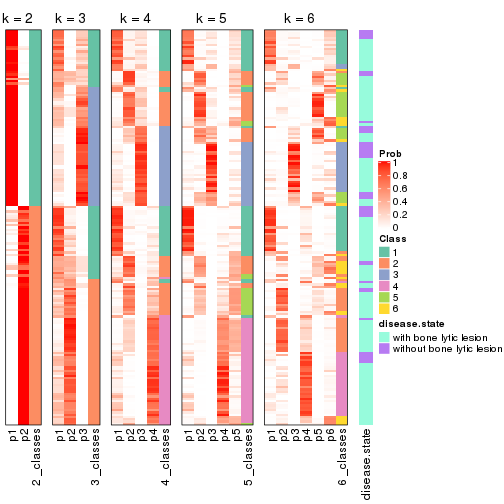 k = 2 k = 3 k = 4 k = 5 k = 6
Prob
1
0.8
0.6
0.4
0.2
0
Class
1
2
3
4
5
6
disease.state
with bone lytic lesion
without bone lytic lesion
p1 p2 2_classes p1 p2 p3 3_classes p1 p2 p3 p4 4_classes p1 p2 p3 p4 p5 5_classes p1 p2 p3 p4 p5 p6 6_classes disease.state